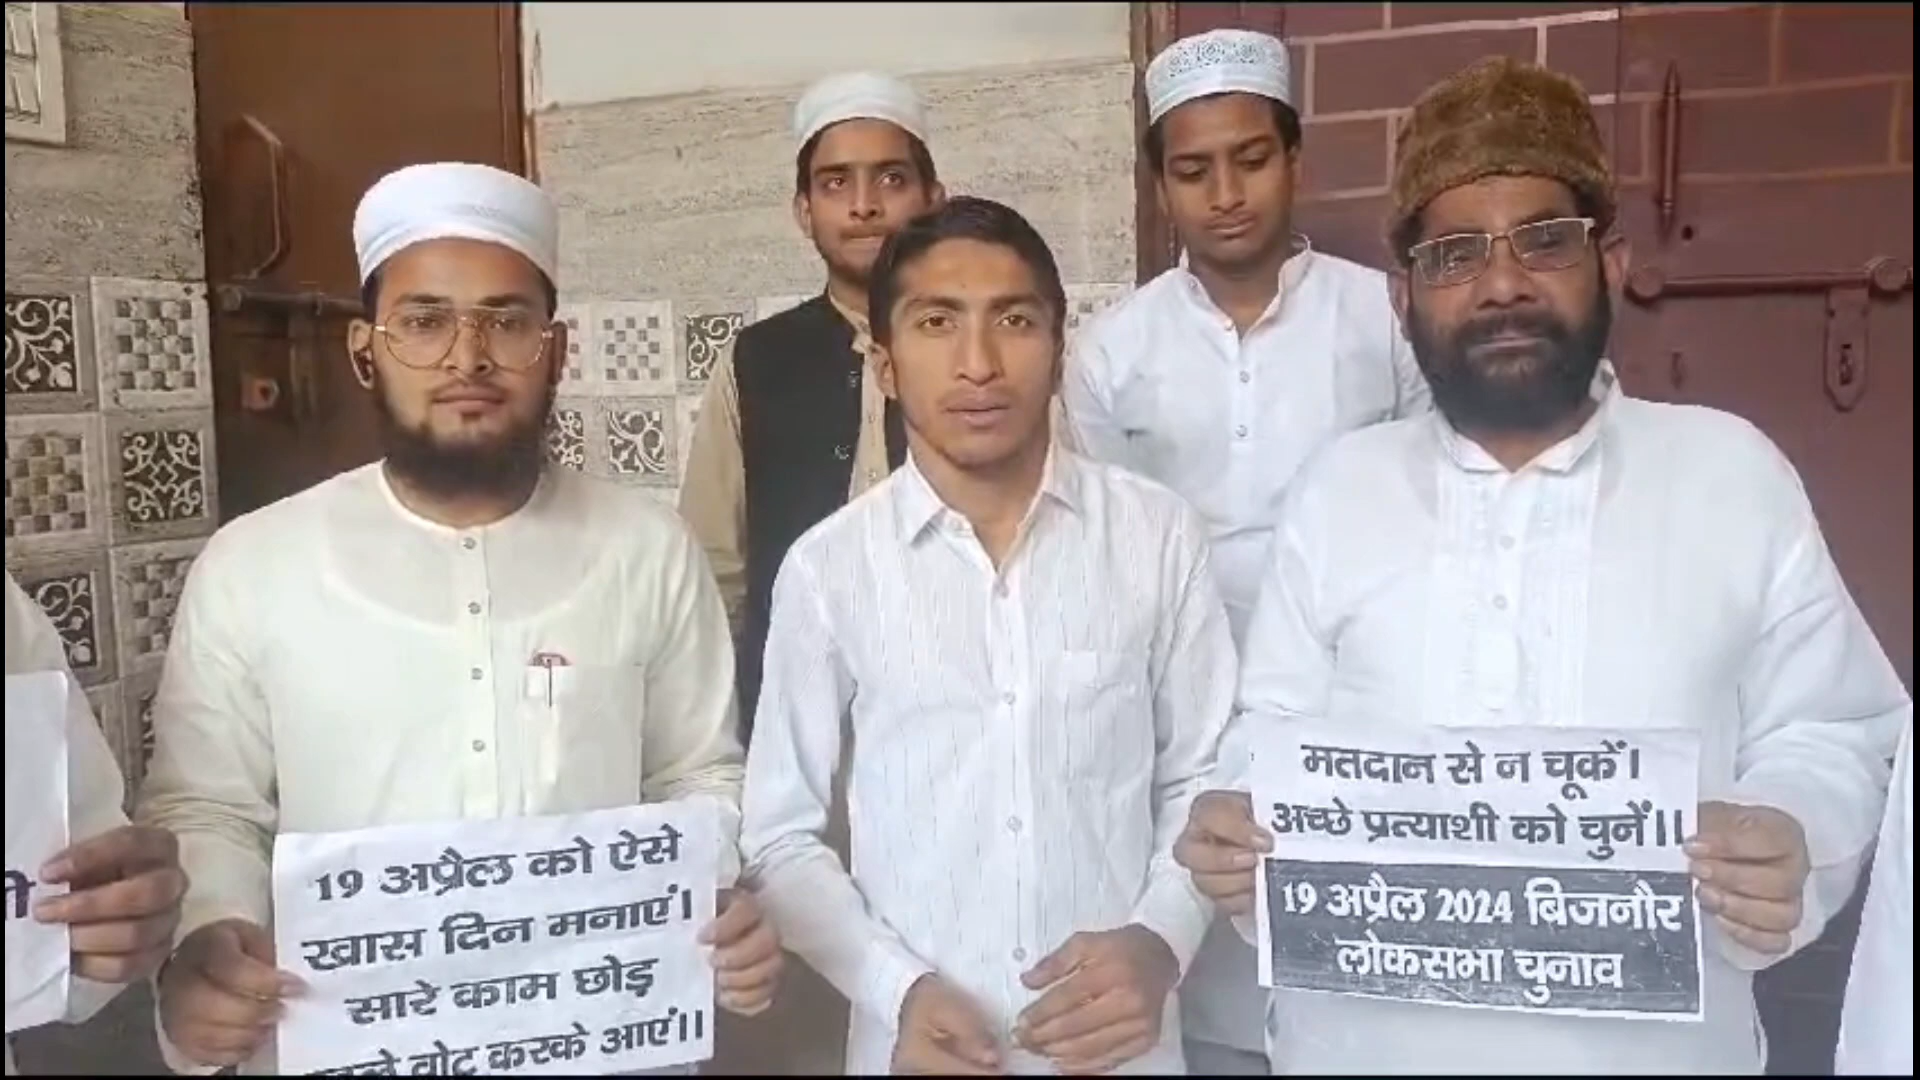 19 अप्रैल को ऐसे
खास दिन मनाएं।
सारे काम छोड़
वोट करके आएं।।
मतदान से न चूकें।
अच्छे प्रत्याशी को चुनें।।
19 अप्रैल 2024 बिजनौर
लोकसभा चुनाव